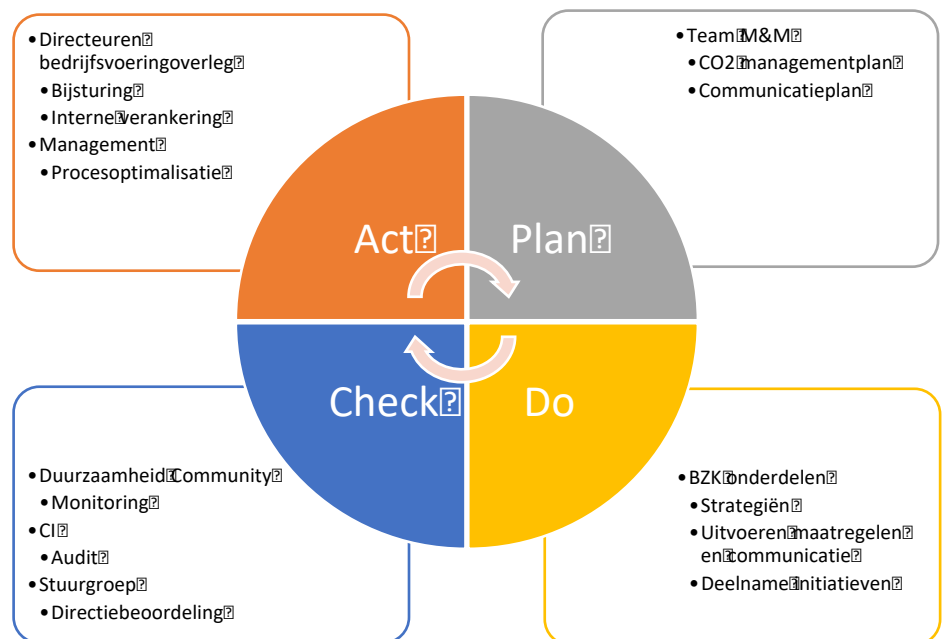 •Directeuren
bedrijfsvoeringoverleg
•Bijsturing
•Interne verankering
•Management
•Procesoptimalisatie
•Team M&M
•CO2 managementplan
•Communicatieplan
Act
Plan
Check
Do
•Duurzaamheid Community
•Monitoring
•CI
•Audit
•Stuurgroep
•Directiebeoordeling
•BZK onderdelen
•Strategiën
•Uitvoeren maatregelen
en communicatie
•Deelname initiatieven